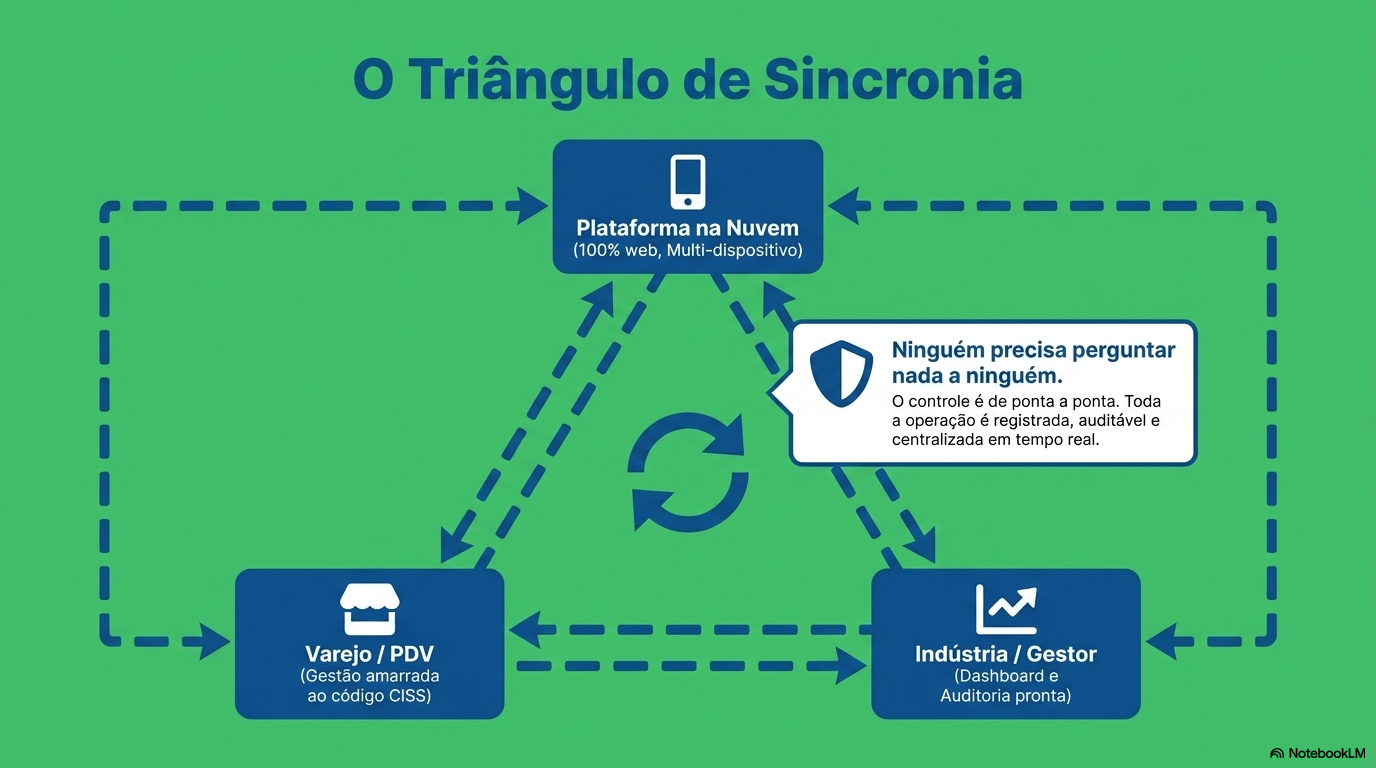 O Triângulo de Sincronia
Plataforma na Nuvem
(100% web, Multi-dispositivo)
Ninguém precisa perguntar
nada a ninguém.
O controle é de ponta a ponta. Toda
a operação é registrada, auditável e
centralizada em tempo real.
Varejo / PDV
(Gestão amarrada
ao código CISS)
Indústria / Gestor
(Dashboard e
Auditoria pronta)
NotebookLM